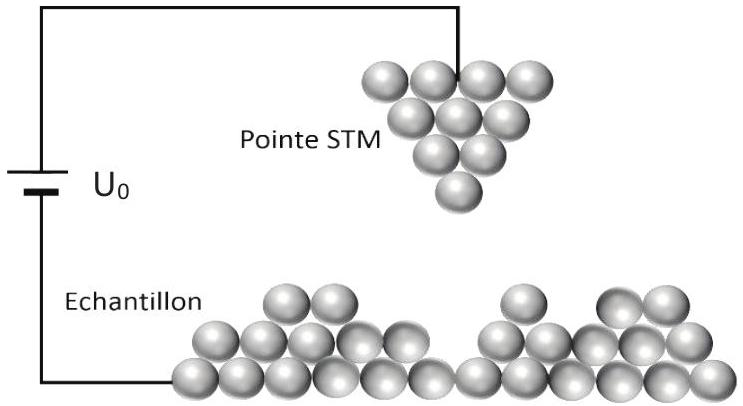 Pointe STM
U₀
Echantillon